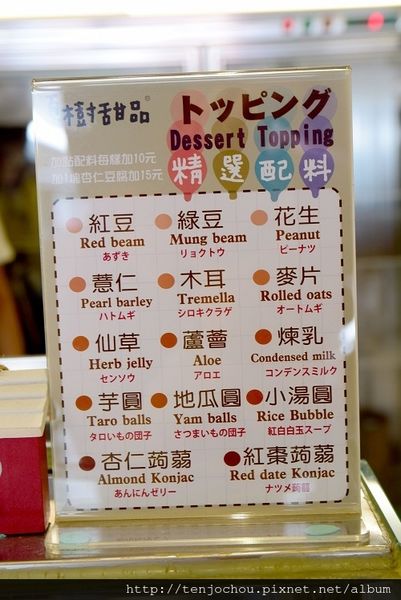 樹甜品
トッピング
Dessert Topping
加點配料每樣加10元
加1塊杏仁豆腐加15元
精選配料
紅豆 綠豆 花生
Red beam Mung beam Peanut
あずき リョクトウ ピーナツ
薏仁 木耳 麥片
Pearl barley Tremella Rolled oats
ハトムギ シロキクラゲ オートムギ
仙草 蘆薈 煉乳
Herb jelly Aloe Condensed milk
センソウ アロエ コンデンスミルク
芋圓 地瓜圓 小湯圓
Taro balls Yam balls Rice Bubble
タロいもの団子 さつまいもの団子 紅白白玉スープ
杏仁蒟蒻 紅棗蒟蒻
Almond Konjac Red date Konjac
あんにんゼリー ナツメ蒟蒻
http://tenjochou.pixnet.net/album